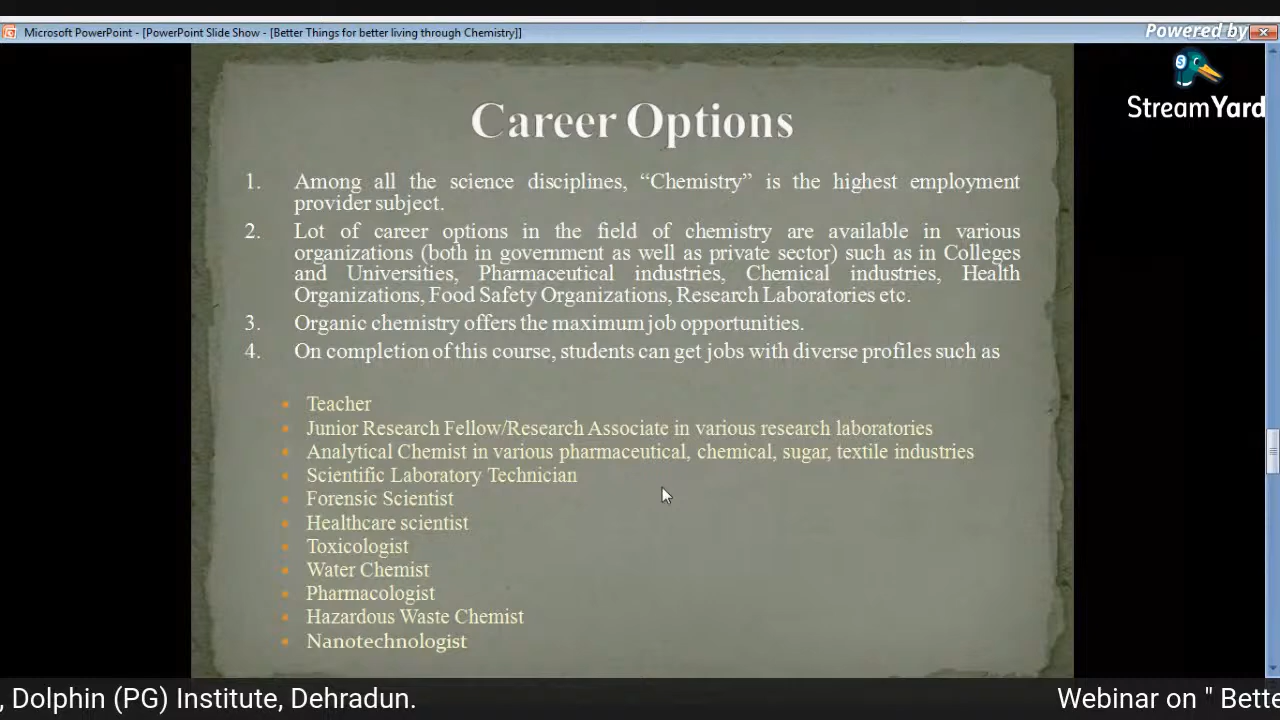 Microsoft PowerPoint - [PowerPoint Slide Show - [Better Things for better living through Chemistry]]
Powered by
StreamYard
Career Options
1. Among all the science disciplines, “Chemistry” is the highest employment
provider subject.
2. Lot of career options in the field of chemistry are available in various
organizations (both in government as well as private sector) such as in Colleges
and Universities, Pharmaceutical industries, Chemical industries, Health
Organizations, Food Safety Organizations, Research Laboratories etc.
3. Organic chemistry offers the maximum job opportunities.
4. On completion of this course, students can get jobs with diverse profiles such as
Teacher
Junior Research Fellow/Research Associate in various research laboratories
Analytical Chemist in various pharmaceutical, chemical, sugar, textile industries
Scientific Laboratory Technician
Forensic Scientist
Healthcare scientist
Toxicologist
Water Chemist
Pharmacologist
Hazardous Waste Chemist
Nanotechnologist
, Dolphin (PG) Institute, Dehradun. Webinar on " Bette